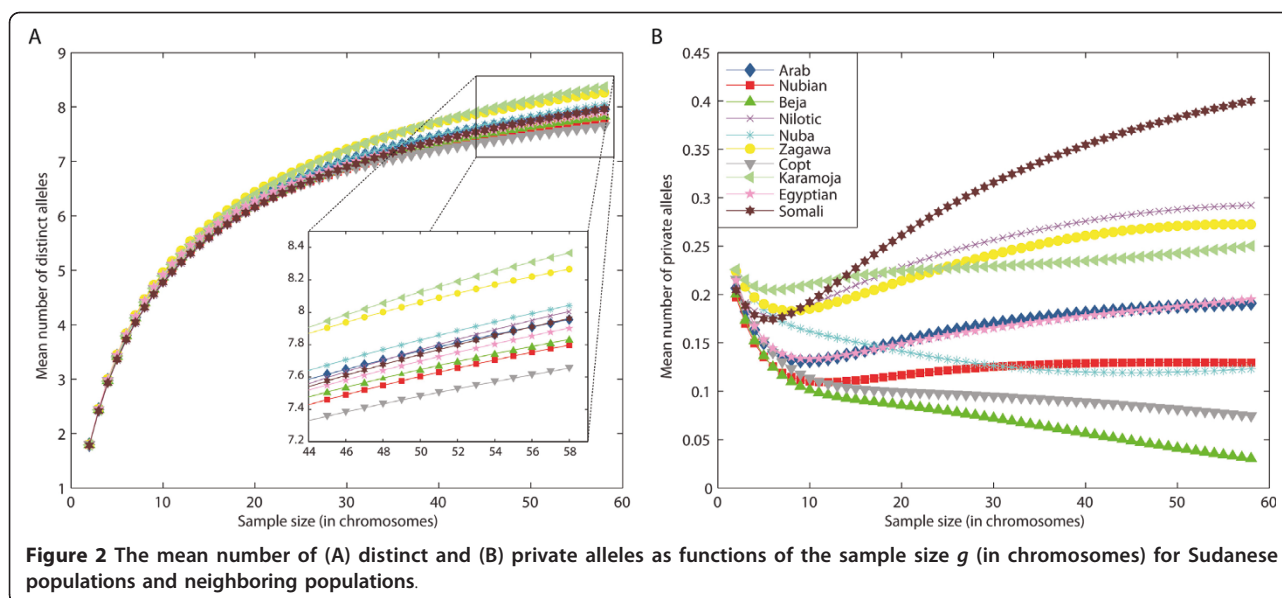 A
B
9
8
7
6
5
4
3
2
1
Mean number of distinct alleles
0
10
20
30
40
50
60
Sample size (in chromosomes)
8.4
8.2
8
7.8
7.6
7.4
7.2
44
46
48
50
52
54
56
58
0.45
0.4
0.35
0.3
0.25
0.2
0.15
0.1
0.05
0
Mean number of private alleles
Arab
Nubian
Beja
Nilotic
Nuba
Zagawa
Copt
Karamoja
Egyptian
Somali
0
10
20
30
40
50
60
Sample size (in chromosomes)
Figure 2 The mean number of (A) distinct and (B) private alleles as functions of the sample size g (in chromosomes) for Sudanese
populations and neighboring populations.